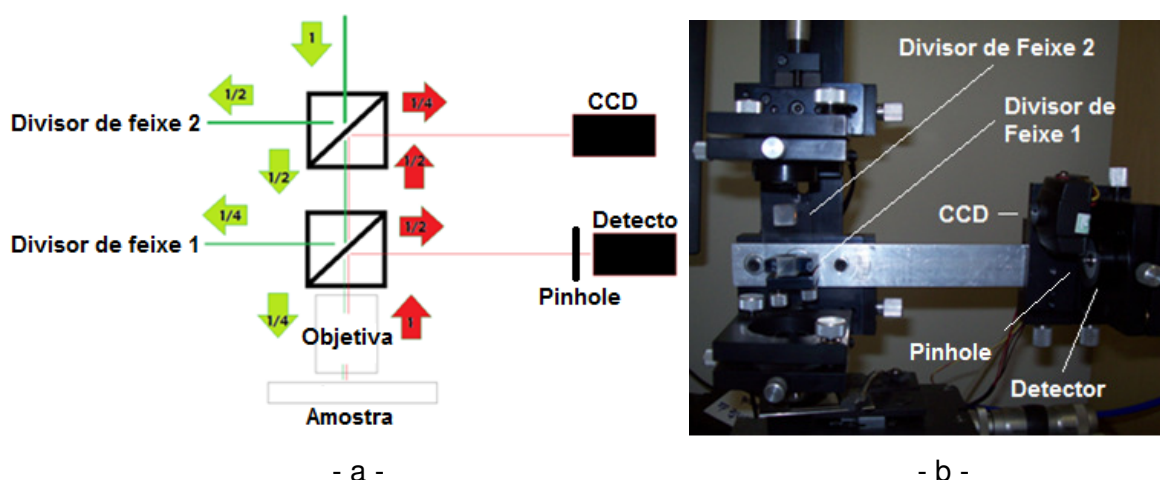 1
1/2
1/4
CCD
Divisor de feixe 2
1/2
1/2
1/4
1/2
Detecto
Divisor de feixe 1
Pinhole
1/4
Objetiva
1
Amostra
Divisor de Feixe 2
Divisor de
Feixe 1
CCD
Pinhole
Detector
- a -
- b -